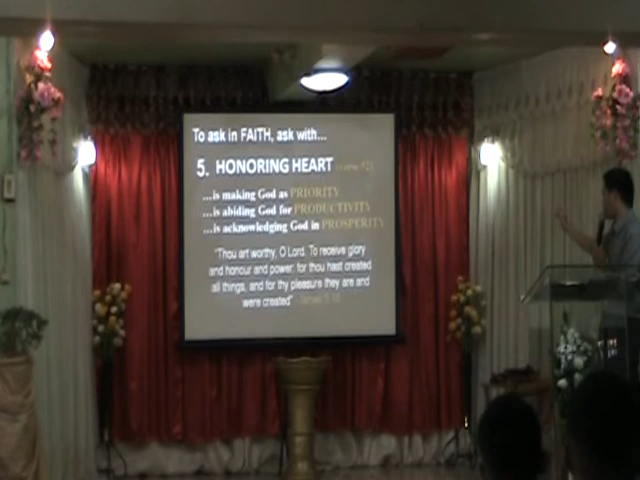 To ask in FAITH, ask with...
5. HONORING HEART
...is making God as PRIORITY
...is abiding God for PRODUCTIVITY
...is acknowledging God in PROSPERITY
"Thou art worthy, O Lord. To receive glory
and honour and power: for thou hast created
all things, and for thy pleasure they are and
were created" - James